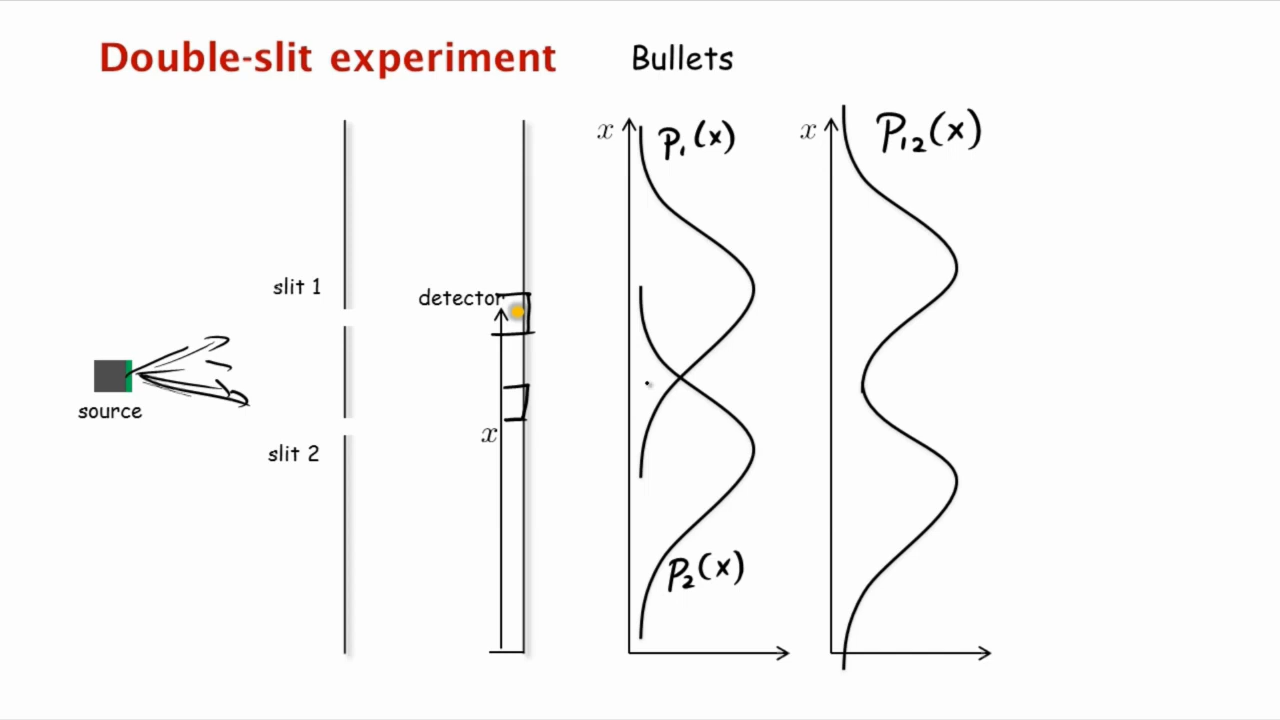 Double-slit experiment
Bullets
x
P₁(x)
x
P₁₂(x)
slit 1
detector
source
x
slit 2
P₂(x)